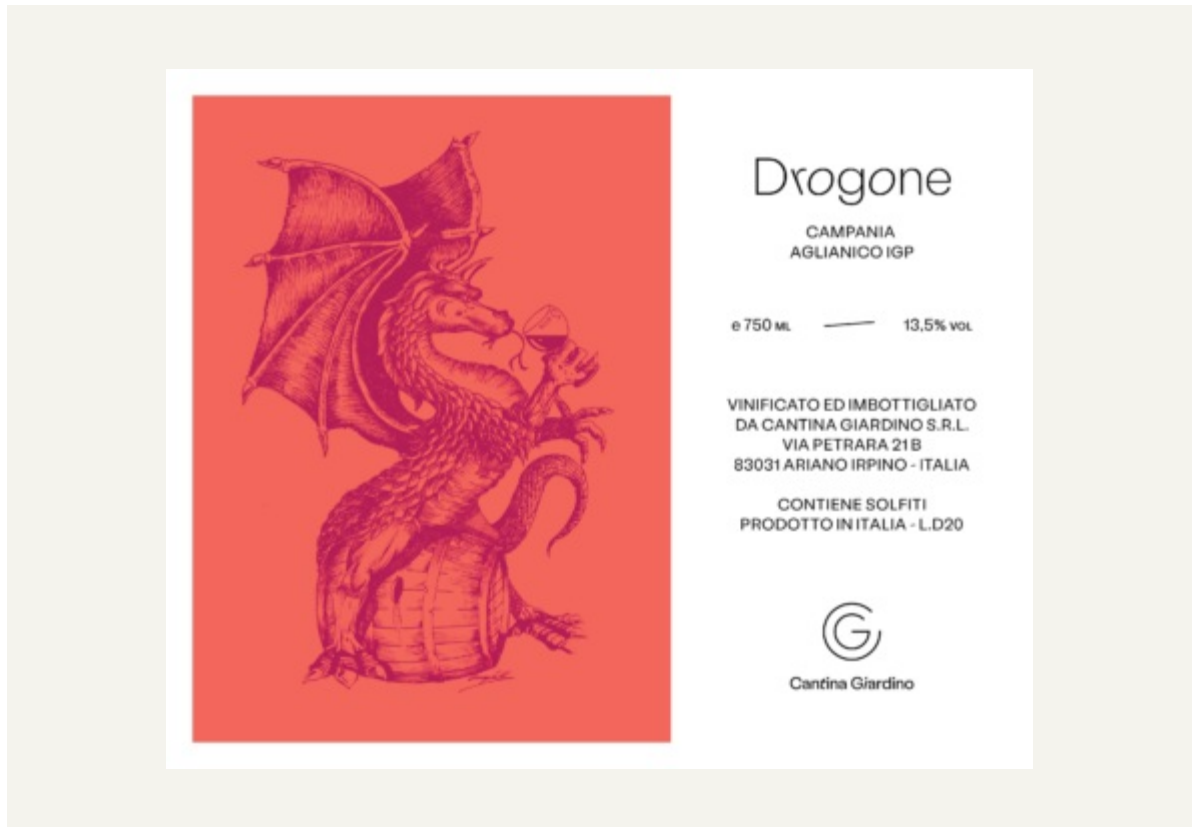 Drogone
CAMPANIA
AGLIANICO IGP
e 750 ML
13,5% VOL
VINIFICATO ED IMBOTTIGLIATO
DA CANTINA GIARDINO S.R.L.
VIA PETRARA 21 B
83031 ARIANO IRPINO - ITALIA
CONTIENE SOLFITI
PRODOTTO IN ITALIA - L.D20
Cantina Giardino